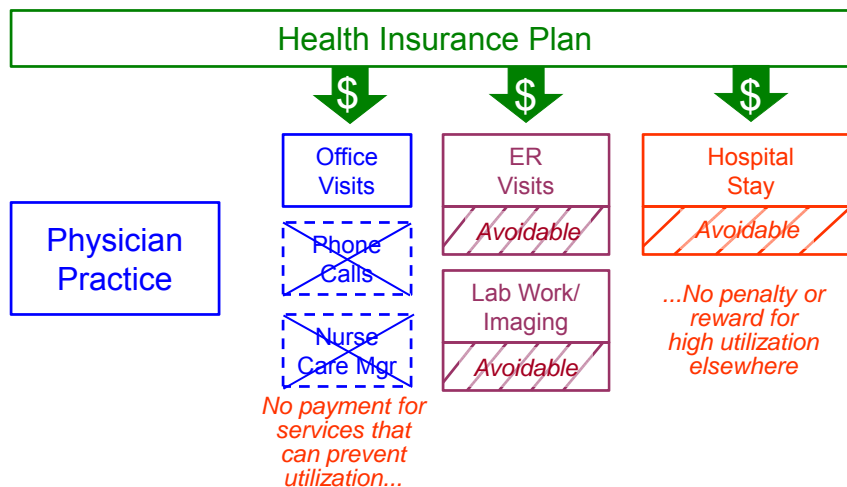 Health Insurance Plan
$
$
$
Physician
Practice
Office
Visits
Phone
Calls
Nurse
Care Mgr
No payment for
services that
can prevent
utilization...
ER
Visits
Avoidable
Lab Work/
Imaging
Avoidable
Hospital
Stay
Avoidable
...No penalty or
reward for
high utilization
elsewhere